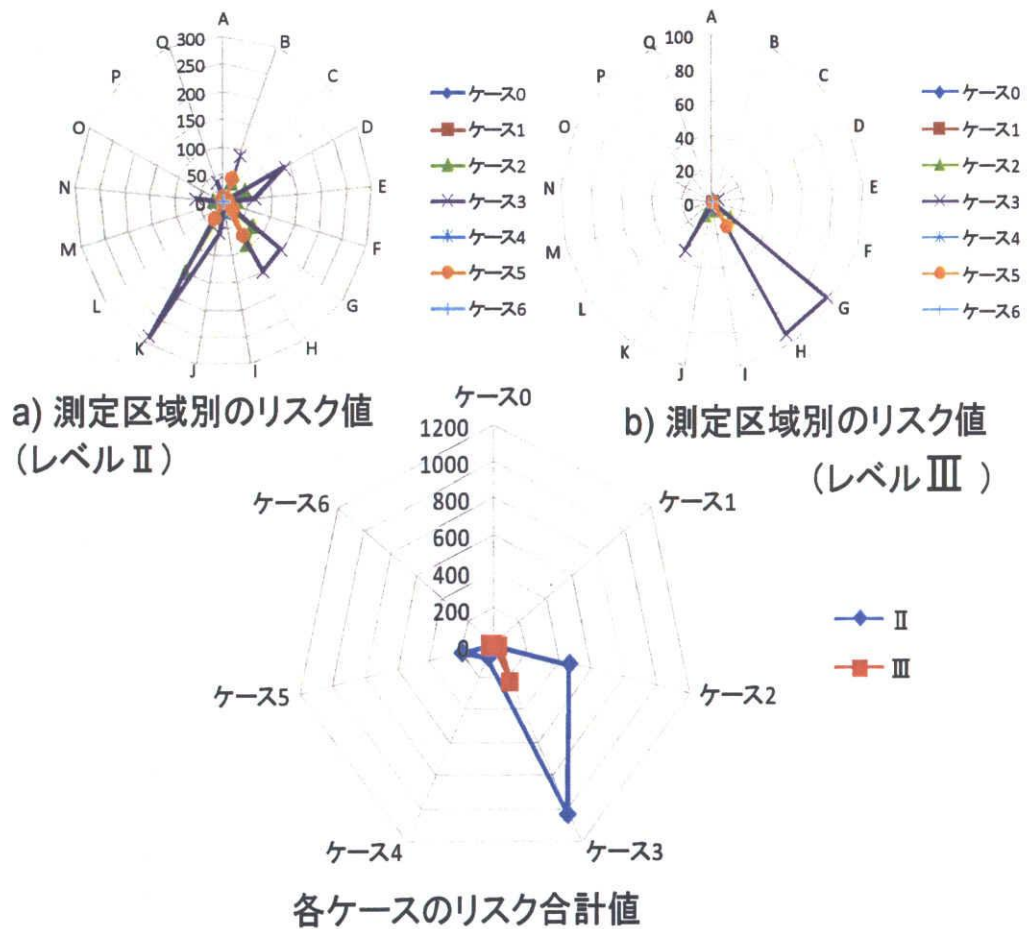 A
B
C
D
E
F
G
H
I
J
K
L
M
N
O
P
Q
300
250
200
150
100
50
0
ケース0
ケース1
ケース2
ケース3
ケース4
ケース5
ケース6
a) 測定区域別のリスク値
(レベルⅡ)
A
B
C
D
E
F
G
H
I
J
K
L
M
N
O
P
Q
100
80
60
40
20
0
ケース0
ケース1
ケース2
ケース3
ケース4
ケース5
ケース6
b) 測定区域別のリスク値
(レベルⅢ )
ケース0
ケース1
ケース2
ケース3
ケース4
ケース5
ケース6
1200
1000
800
600
400
200
0
Ⅱ
Ⅲ
各ケースのリスク合計値